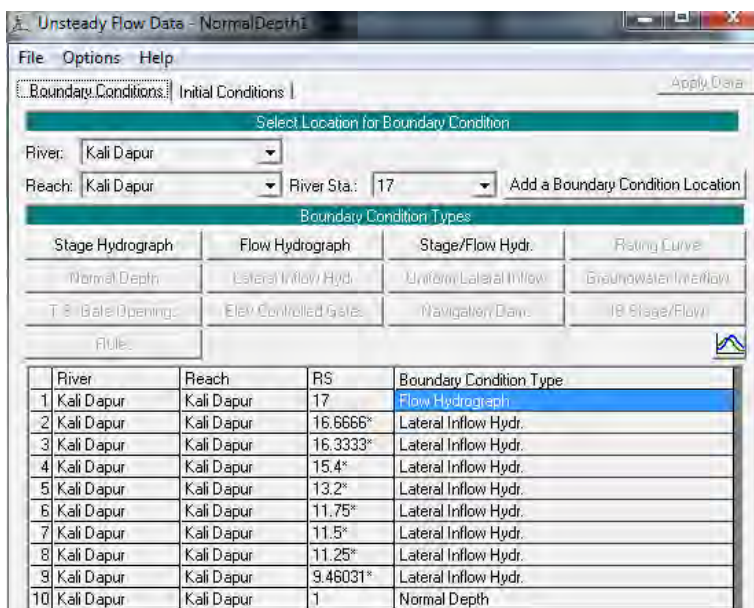 Unsteady Flow Data - NormalDepth1
File Options Help
Boundary Conditions Initial Conditions Apply Data
Select Location for Boundary Condition
River: Kali Dapur
Reach: Kali Dapur River Sta.: 17 Add a Boundary Condition Location
Boundary Condition Types
Stage Hydrograph Flow Hydrograph Stage/Flow Hydr. Rating Curve
Normal Depth Lateral Inflow Hydr. Uniform Lateral Inflow Groundwater Interflow
T.S. Gate Openings Elev Controlled Gates Navigation Dams IB Stage/Flow
Rules
River Reach RS Boundary Condition Type
1 Kali Dapur Kali Dapur 17 Flow Hydrograph
2 Kali Dapur Kali Dapur 16.6666* Lateral Inflow Hydr.
3 Kali Dapur Kali Dapur 16.3333* Lateral Inflow Hydr.
4 Kali Dapur Kali Dapur 15.4* Lateral Inflow Hydr.
5 Kali Dapur Kali Dapur 13.2* Lateral Inflow Hydr.
6 Kali Dapur Kali Dapur 11.75* Lateral Inflow Hydr.
7 Kali Dapur Kali Dapur 11.5* Lateral Inflow Hydr.
8 Kali Dapur Kali Dapur 11.25* Lateral Inflow Hydr.
9 Kali Dapur Kali Dapur 9.46031* Lateral Inflow Hydr.
10 Kali Dapur Kali Dapur 1 Normal Depth